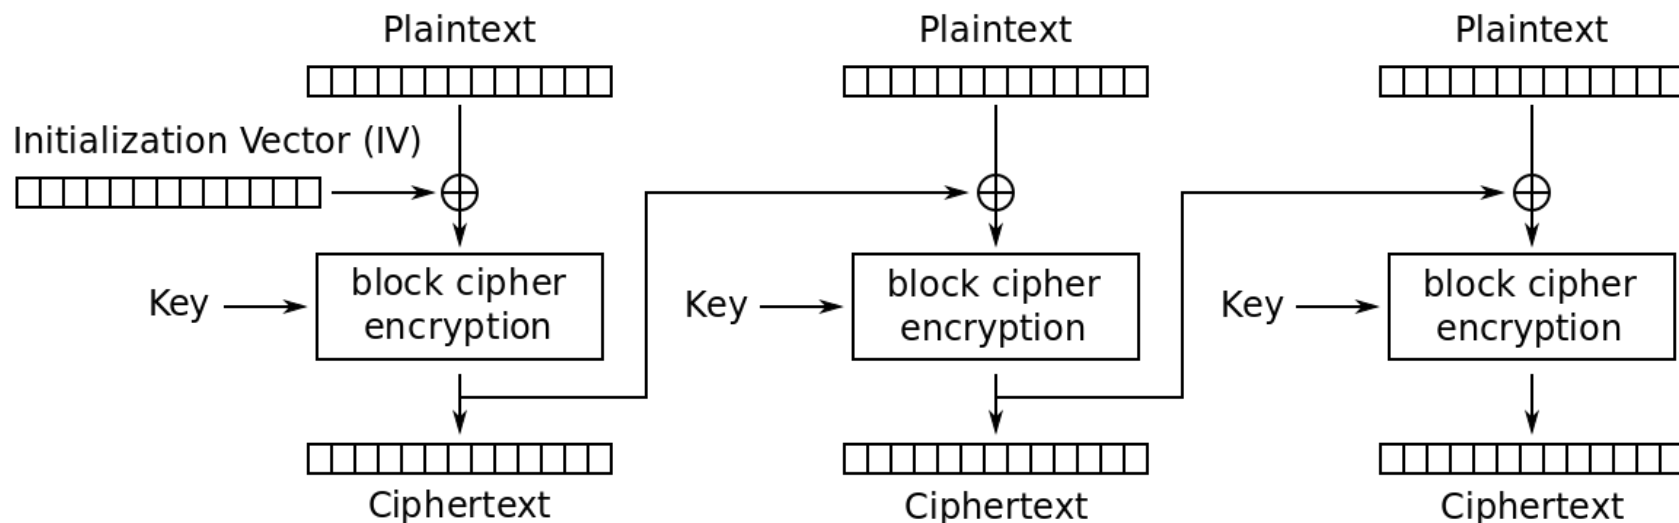 Plaintext
Plaintext
Plaintext
Initialization Vector (IV)
Key
block cipher
encryption
Key
block cipher
encryption
Key
block cipher
encryption
Ciphertext
Ciphertext
Ciphertext